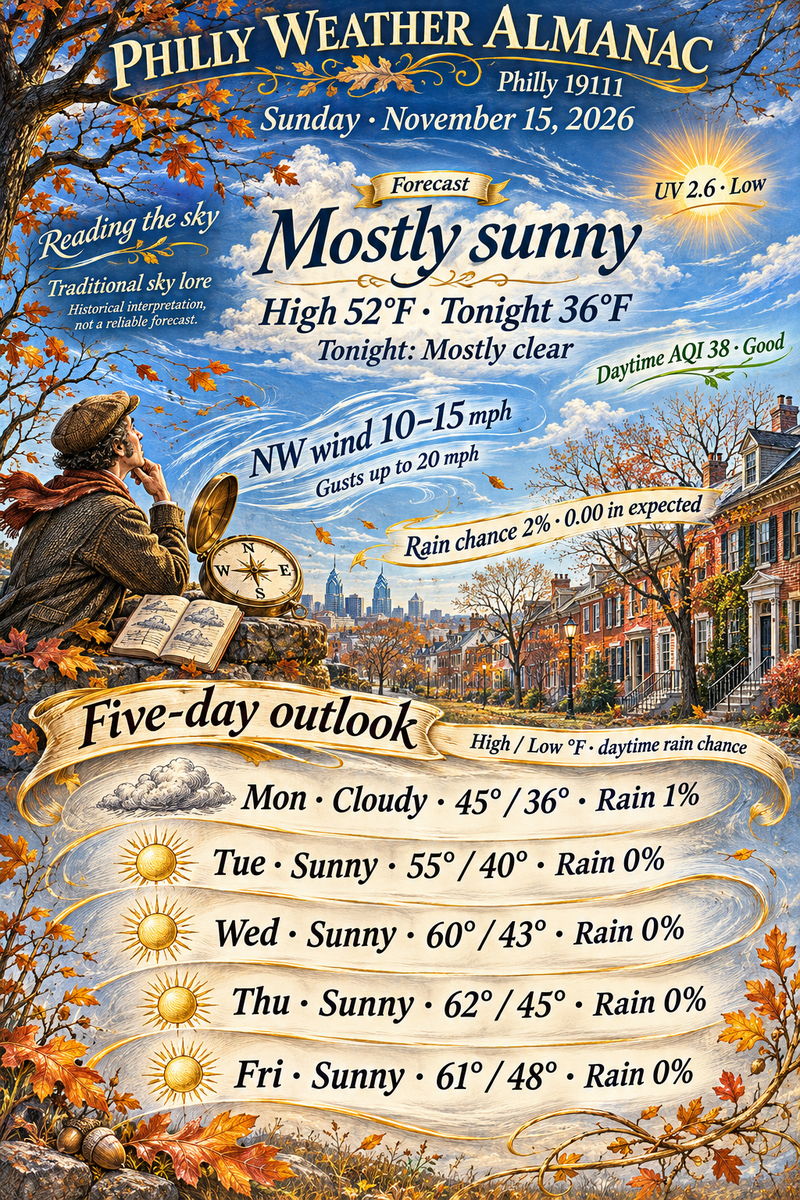 PHILLY WEATHER ALMANAC
Philly 19111
Sunday · November 15, 2026
UV 2.6 · Low
Forecast
Mostly sunny
High 52°F · Tonight 36°F
Tonight: Mostly clear
Reading the sky
Traditional sky lore
Historical interpretation,
not a reliable forecast.
Daytime AQI 38 · Good
NW wind 10–15 mph
Gusts up to 20 mph
Rain chance 2% · 0.00 in expected
N
W E
S
Five-day outlook
High / Low °F · daytime rain chance
Mon · Cloudy · 45° / 36° · Rain 1%
Tue · Sunny · 55° / 40° · Rain 0%
Wed · Sunny · 60° / 43° · Rain 0%
Thu · Sunny · 62° / 45° · Rain 0%
Fri · Sunny · 61° / 48° · Rain 0%